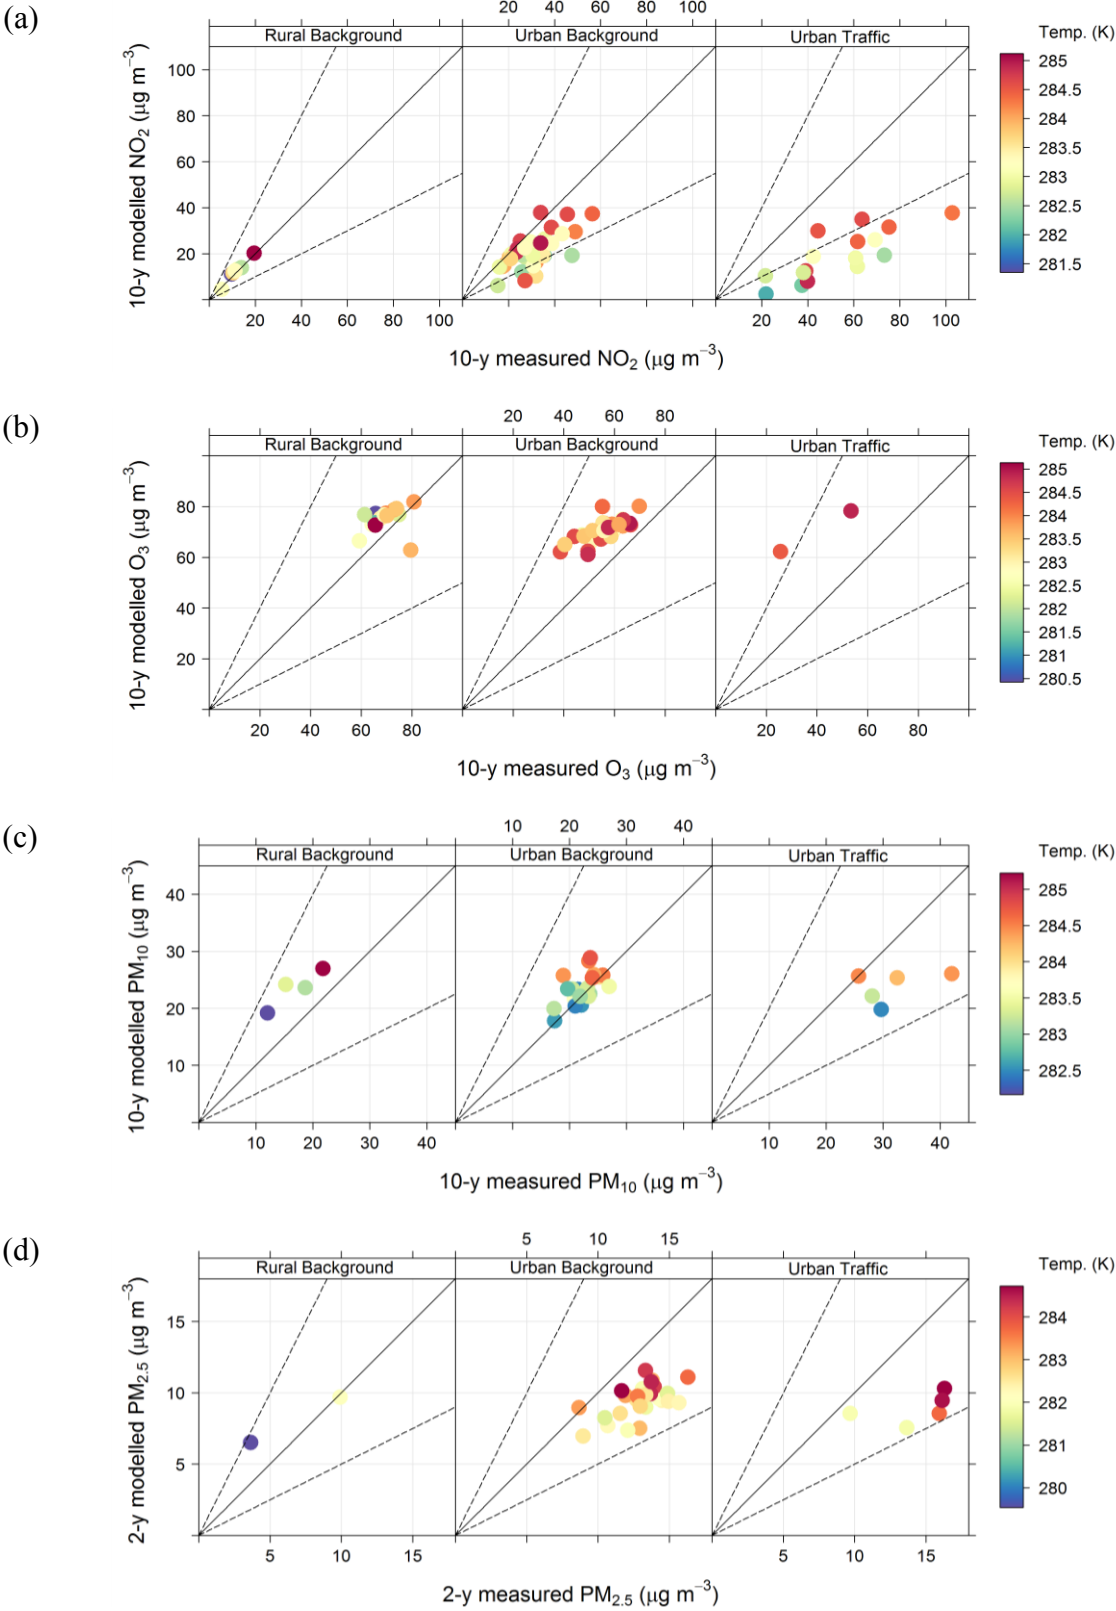 (a)
20 60 100
20 40 60 80 100
20 60 100
Rural Background Urban Background Urban Traffic
10-y modelled NO2 (μg m−3)
100
80
60
40
20
20 40 60 80 100
20 40 60 80 100
10-y measured NO2 (μg m−3)
Temp. (K)
285
284.5
284
283.5
283
282.5
282
281.5
(b)
20 40 60 80
Rural Background Urban Background Urban Traffic
10-y modelled O3 (μg m−3)
80
60
40
20
20 40 60 80
20 40 60 80
10-y measured O3 (μg m−3)
Temp. (K)
285
284.5
284
283.5
283
282.5
282
281.5
281
280.5
(c)
10 20 30 40
Rural Background Urban Background Urban Traffic
10-y modelled PM10 (μg m−3)
40
30
20
10
10 20 30 40
10 20 30 40
10-y measured PM10 (μg m−3)
Temp. (K)
285
284.5
284
283.5
283
282.5
(d)
5 10 15
Rural Background Urban Background Urban Traffic
2-y modelled PM2.5 (μg m−3)
15
10
5
5 10 15
5 10 15
2-y measured PM2.5 (μg m−3)
Temp. (K)
284
283
282
281
280